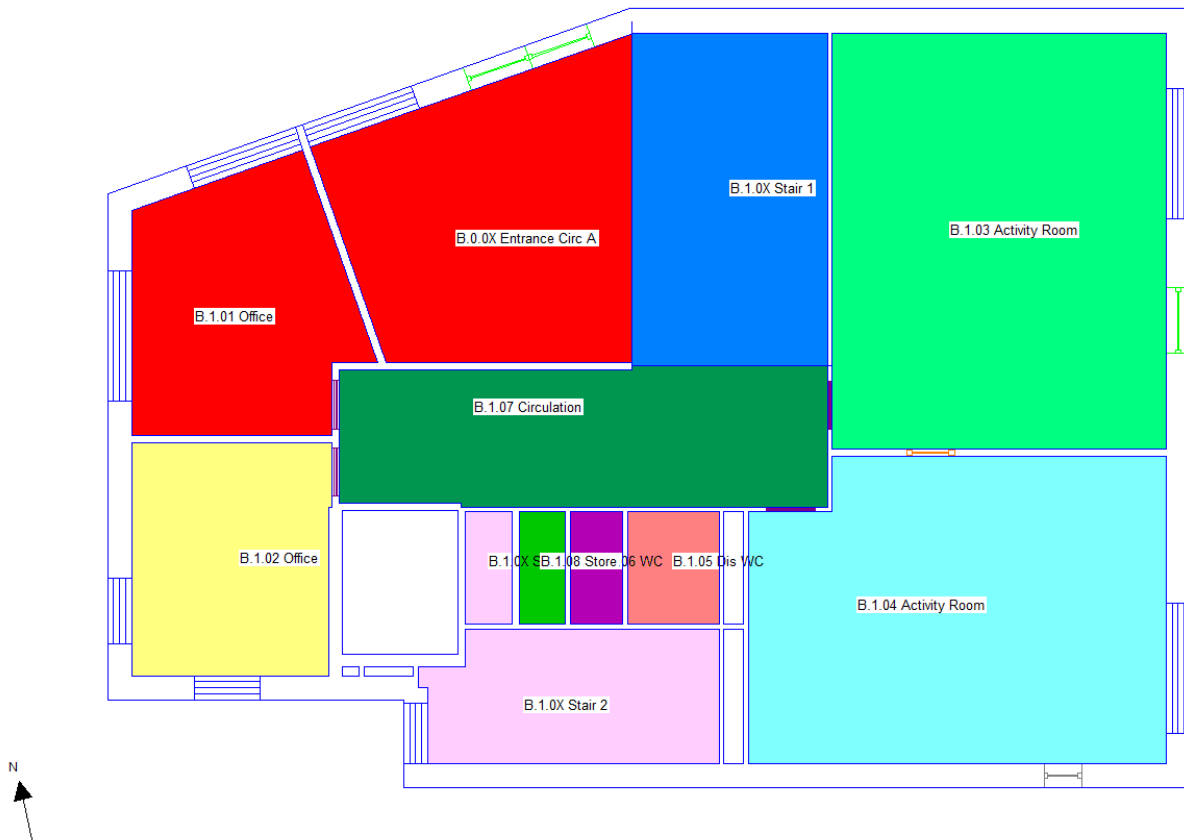 B.1.0X Stair 1
B.1.03 Activity Room
B.0.0X Entrance Circ A
B.1.01 Office
B.1.07 Circulation
B.1.02 Office
B.1.0X S
B.1.08 Store
06 WC
B.1.05 Dis WC
B.1.04 Activity Room
B.1.0X Stair 2
N